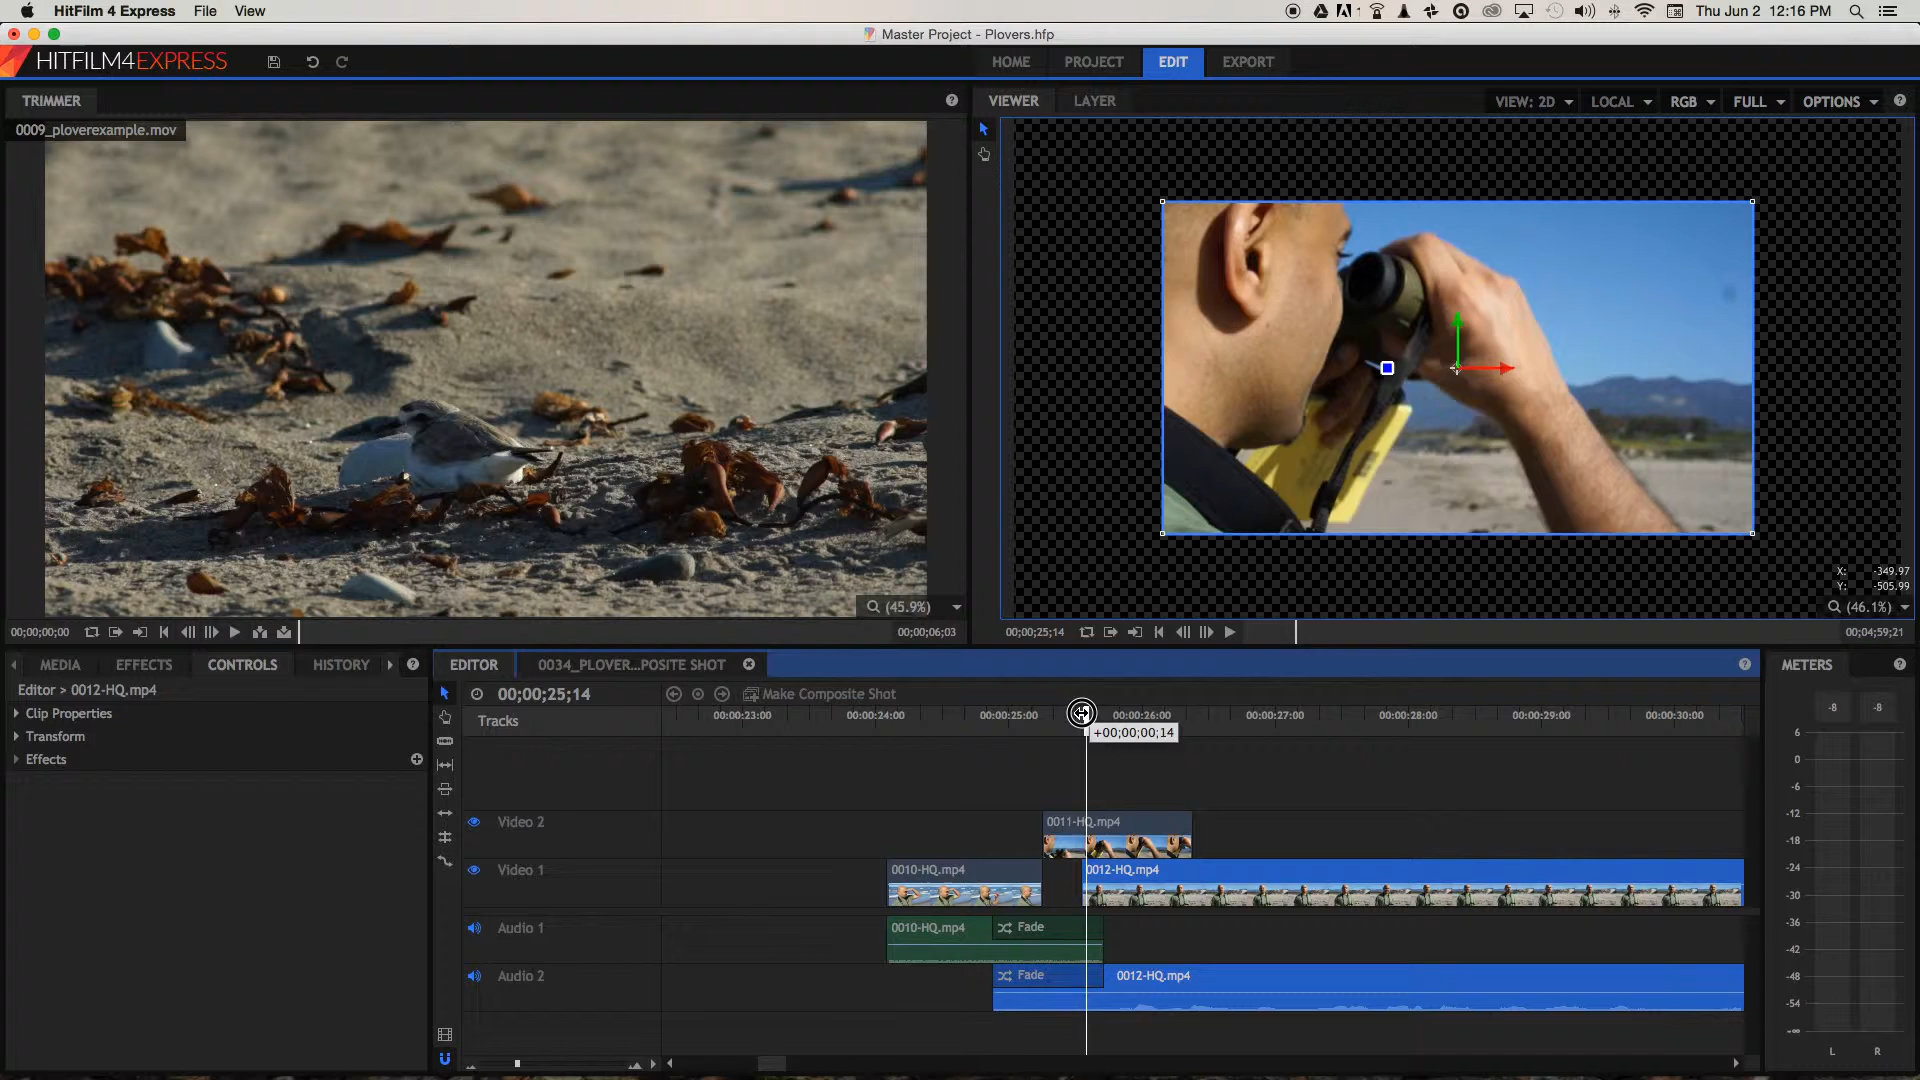 HitFilm 4 Express File View Thu Jun 2 12:16 PM
Master Project - Plovers.hfp
HITFILM4EXPRESS HOME PROJECT EDIT EXPORT
TRIMMER VIEWER LAYER VIEW: 2D LOCAL RGB FULL OPTIONS
0009_ploverexample.mov
X: -349.97
Y: -505.99
(45.9%) (46.1%)
00;00;00;00 00;00;06;03 00;00;25;14 00;04;59;21
MEDIA EFFECTS CONTROLS HISTORY EDITOR 0034_PLOVER...POSITE SHOT METERS
Editor > 0012-HQ.mp4
00;00;25;14 Make Composite Shot
Clip Properties
Transform
Effects
Tracks 00:00:23:00 00:00:24:00 00:00:25:00 00:00:26:00 00:00:27:00 00:00:28:00 00:00:29:00 00:00:30:00
+00;00;00;14
Video 2 0011-HQ.mp4
Video 1 0010-HQ.mp4 0012-HQ.mp4
Audio 1 0010-HQ.mp4 Fade
Audio 2 Fade 0012-HQ.mp4
-8 -8
6
0
-6
-12
-18
-24
-30
-36
-42
-48
-54
-∞
L R